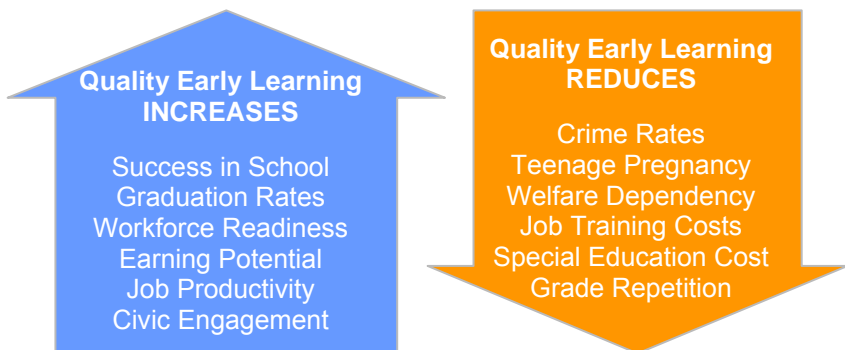 Quality Early Learning
INCREASES
Success in School
Graduation Rates
Workforce Readiness
Earning Potential
Job Productivity
Civic Engagement
Quality Early Learning
REDUCES
Crime Rates
Teenage Pregnancy
Welfare Dependency
Job Training Costs
Special Education Cost
Grade Repetition